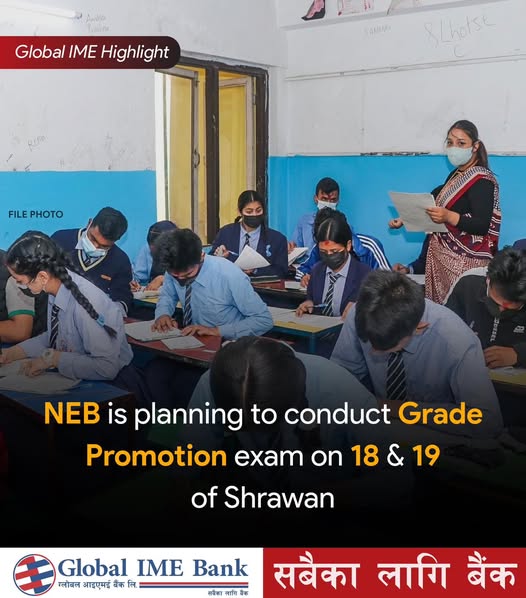 Global IME Highlight
FILE PHOTO
NEB is planning to conduct Grade
Promotion exam on 18 & 19
of Shrawan
Global IME Bank
ग्लोबल आइएमई बैंक लि.
सबैका लागि बैंक
सबैका लागि बैंक